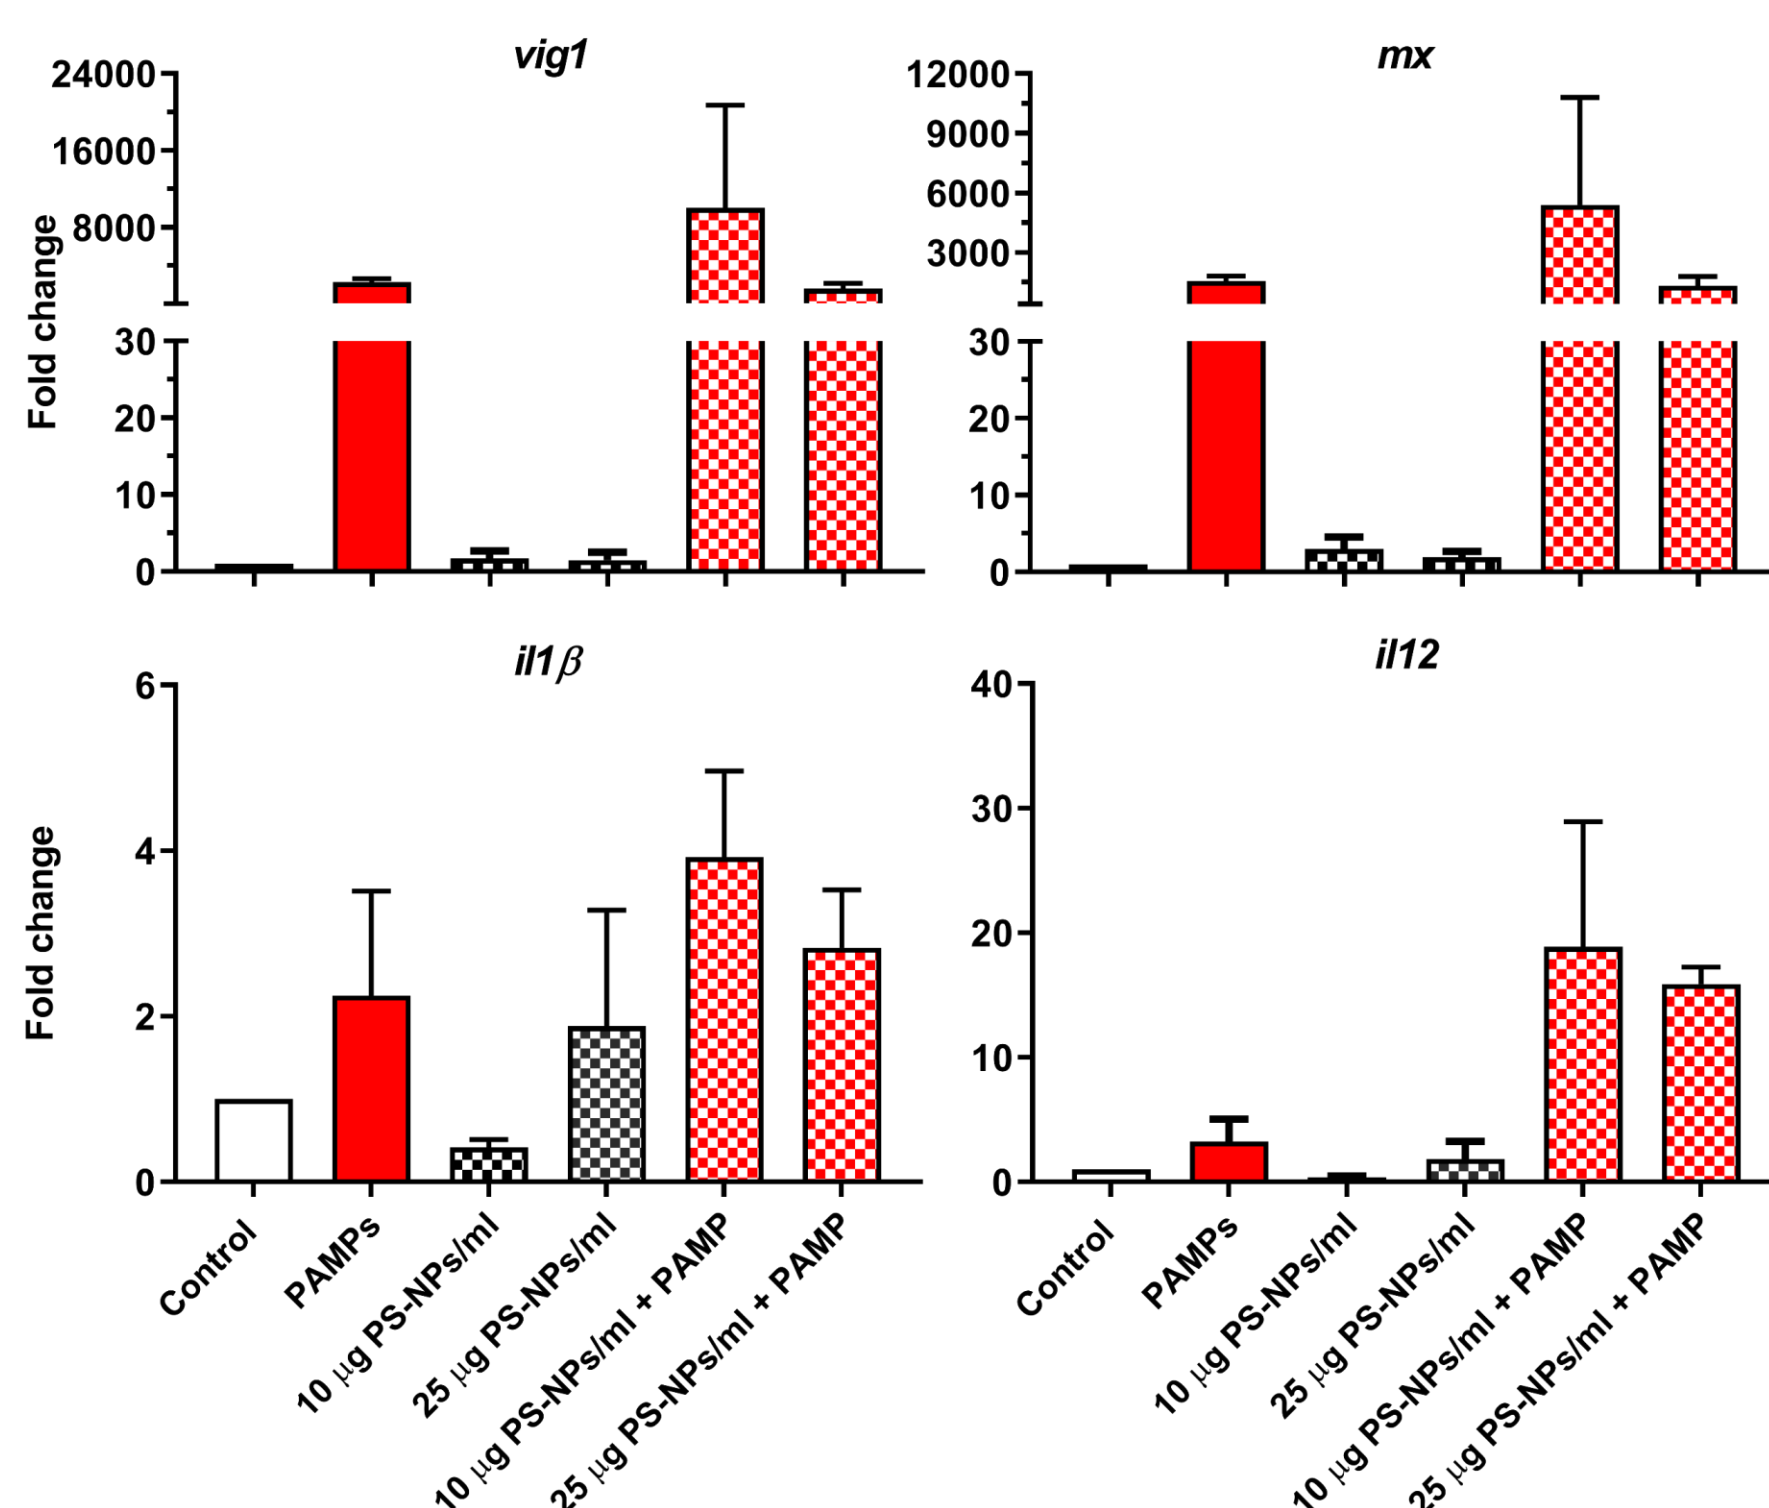 vig1
24000
16000
8000
30
20
10
0
Fold change
mx
12000
9000
6000
3000
30
20
10
0
il1β
6
4
2
0
Fold change
Control
PAMPs
10 μg PS-NPs/ml
25 μg PS-NPs/ml
10 μg PS-NPs/ml + PAMP
25 μg PS-NPs/ml + PAMP
il12
40
30
20
10
0
Control
PAMPs
10 μg PS-NPs/ml
25 μg PS-NPs/ml
10 μg PS-NPs/ml + PAMP
25 μg PS-NPs/ml + PAMP